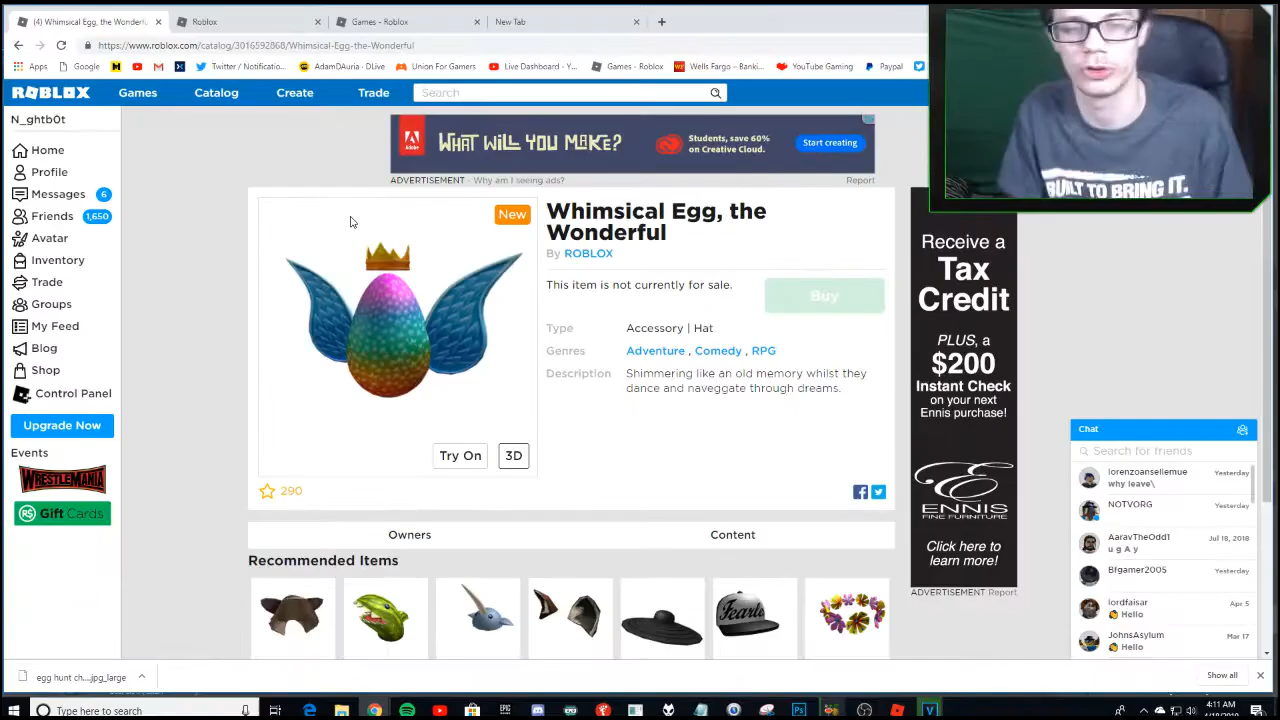 (4) Whimsical Egg, the Wonderfu
Roblox
Games - Roblox
New Tab
https://www.roblox.com/catalog/3016592868/Whimsical-Egg-the-Wonderful
Apps
Google
Twitter / Notificatio...
AdamDAuria - DLive
Union For Gamers
Live Dashboard - Y...
Games - Roblox
Wells Fargo – Banki...
YouTube Gaming
Paypal
ROBLOX
Games
Catalog
Create
Trade
Search
N_ghtb0t
Home
Profile
Messages 6
Friends 1,650
Avatar
Inventory
Trade
Groups
My Feed
Blog
Shop
Control Panel
Upgrade Now
Events
WRESTLEMANIA
Gift Cards
WHAT WILL YOU MAKE?
Students, save 60%
on Creative Cloud.
Start creating
Adobe
ADVERTISEMENT - Why am I seeing ads?
Report
New
Try On
3D
290
Whimsical Egg, the
Wonderful
By ROBLOX
This item is not currently for sale.
Buy
Type Accessory | Hat
Genres Adventure , Comedy , RPG
Description Shimmering like an old memory whilst they
dance and naveggate through dreams.
Owners
Content
Recommended Items
Fearless
BUILT TO BRING IT.
Receive a
Tax
Credit
PLUS, a
$200
Instant Check
on your next
Ennis purchase!
E
ENNIS
FINE FURNITURE
Click here to
learn more!
ADVERTISEMENT Report
Chat
Search for friends
lorenzoansellemue Yesterday
why leave\
NOTVORG Yesterday
AaravTheOdd1 Jul 18, 2018
u g A y
Bfgamer2005 Yesterday
lordfaisar Apr 5
Hello
JohnsAsylum Mar 17
Hello
egg hunt ch....jpg_large
Show all
Type here to search
4:11 AM